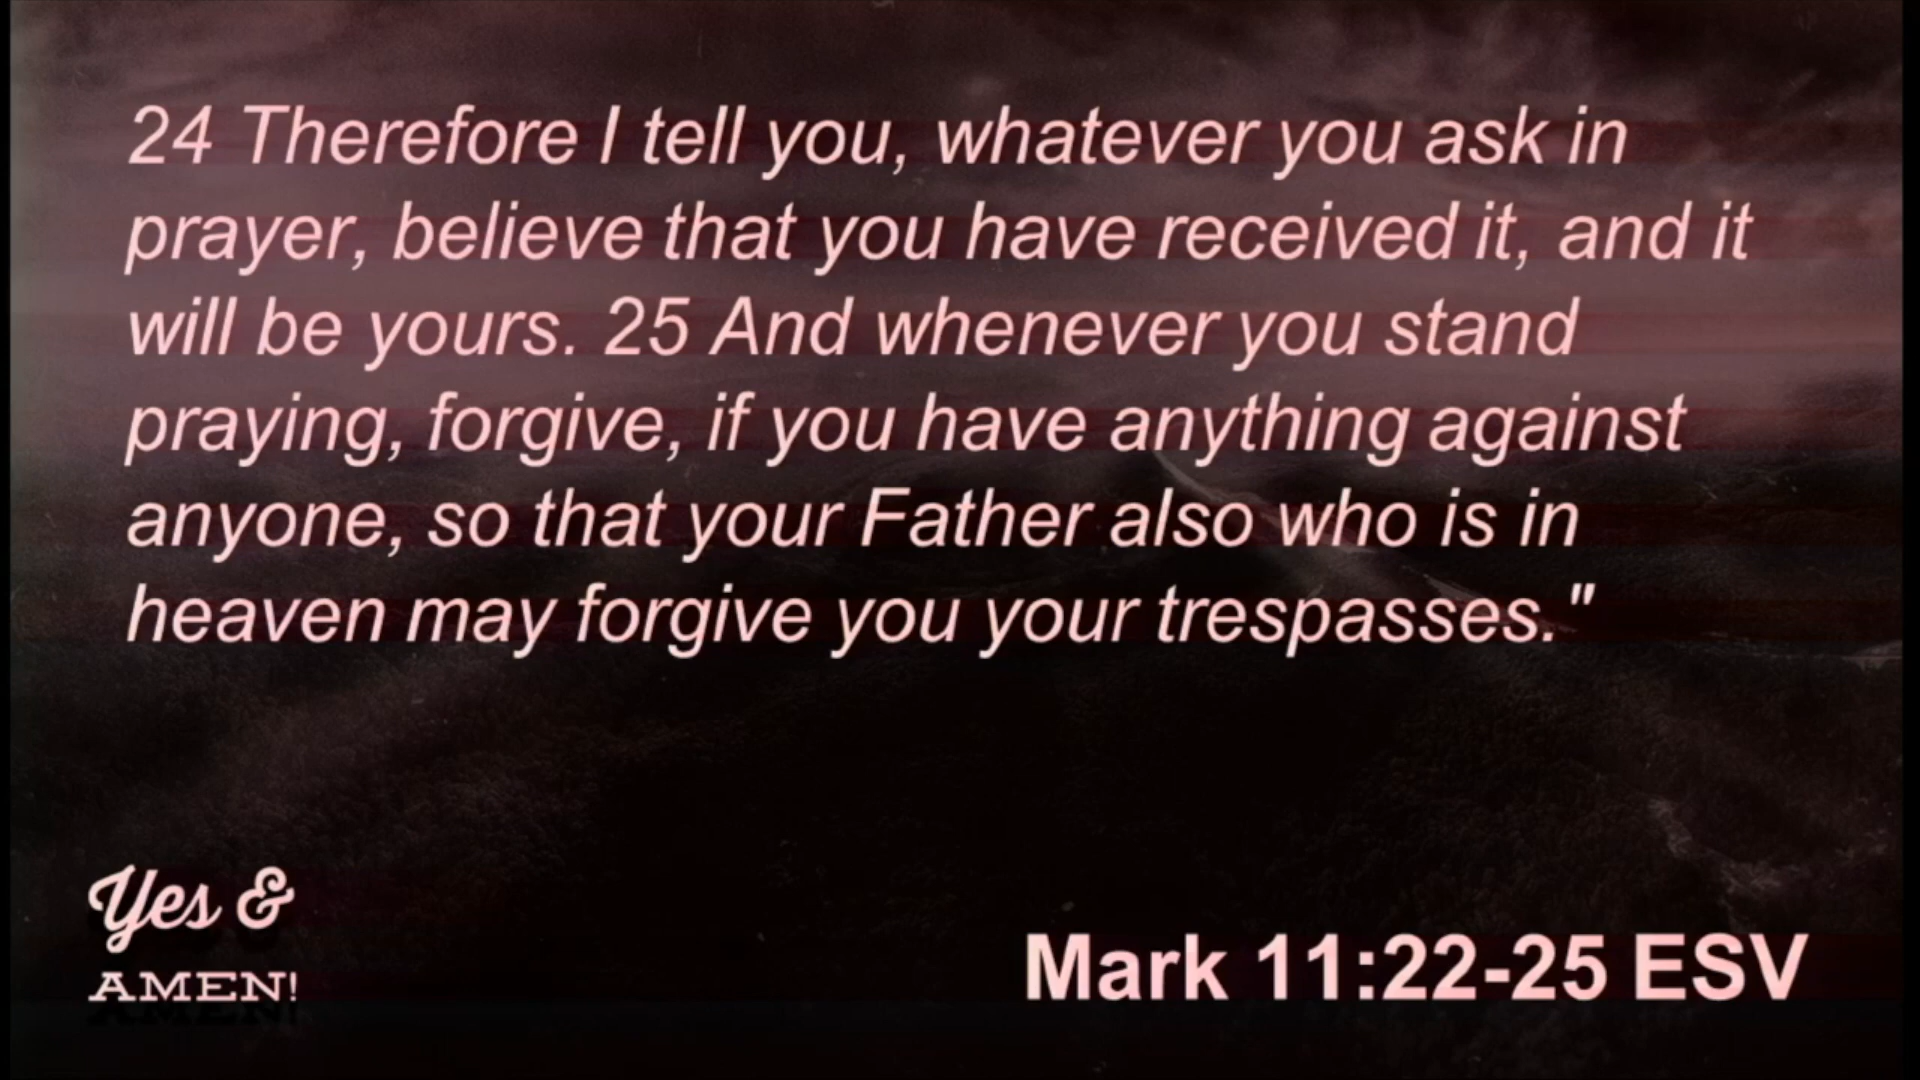 24 Therefore I tell you, whatever you ask in
prayer, believe that you have received it, and it
will be yours. 25 And whenever you stand
praying, forgive, if you have anything against
anyone, so that your Father also who is in
heaven may forgive you your trespasses."
Yes &
AMEN!
Mark 11:22-25 ESV